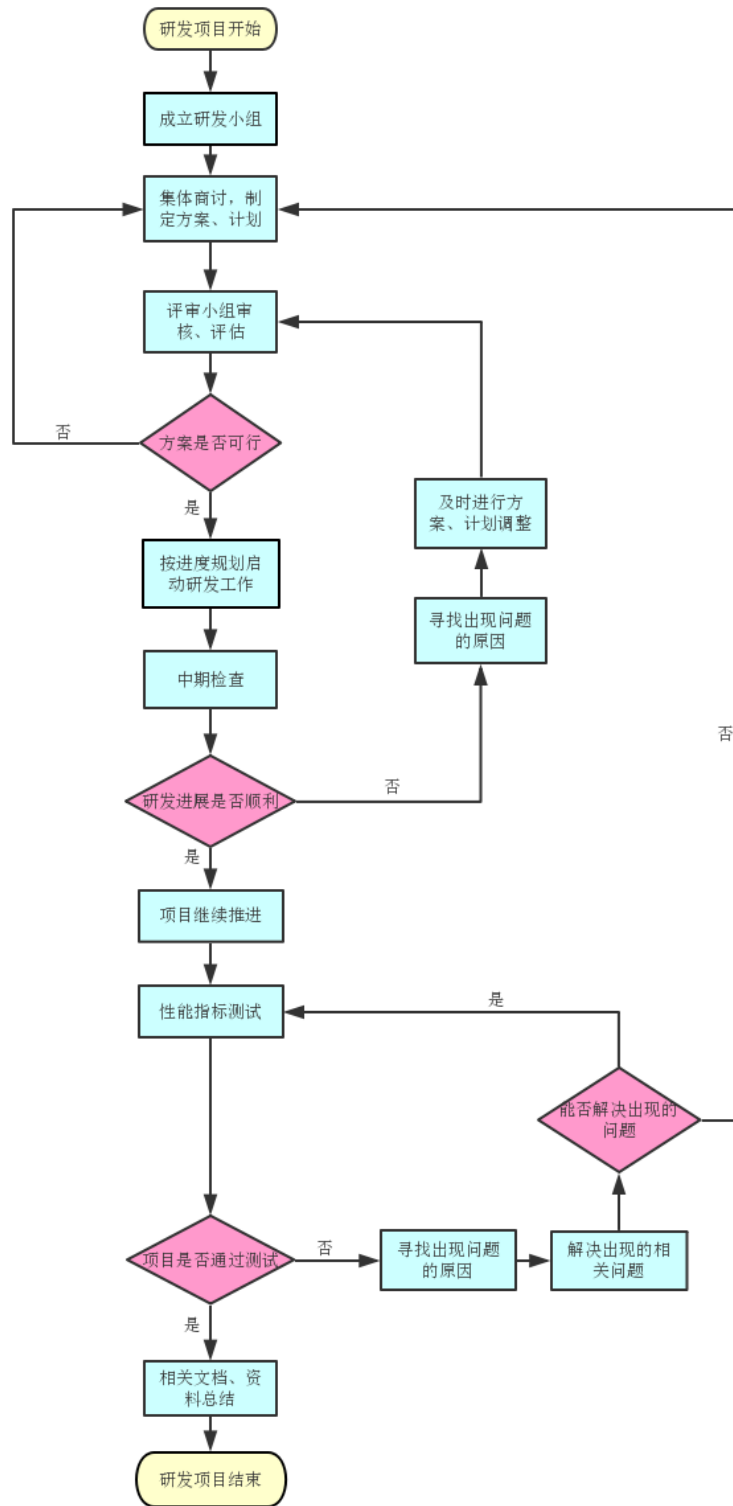 研发项目开始
成立研发小组
集体商讨，制
定方案、计划
评审小组审
核、评估
否
方案是否可行
是
及时进行方
案、计划调整
按进度规划启
动研发工作
寻找出现问题
的原因
中期检查
否
否
研发进展是否顺利
是
项目继续推进
是
性能指标测试
能否解决出现的
问题
否
项目是否通过测试
寻找出现问题
的原因
解决出现的相
关问题
是
相关文档、资
料总结
研发项目结束